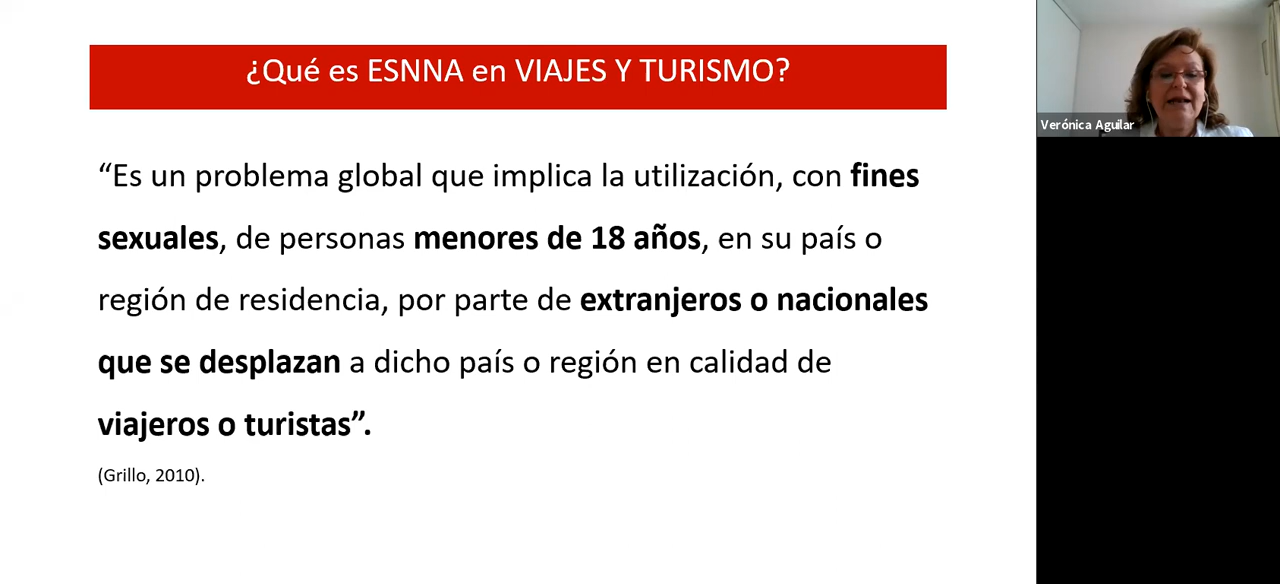 ¿Qué es ESNNA en VIAJES Y TURISMO?
“Es un problema global que implica la utilización, con fines
sexuales, de personas menores de 18 años, en su país o
región de residencia, por parte de extranjeros o nacionales
que se desplazan a dicho país o región en calidad de
viajeros o turistas”.
(Grillo, 2010).
Verónica Aguilar